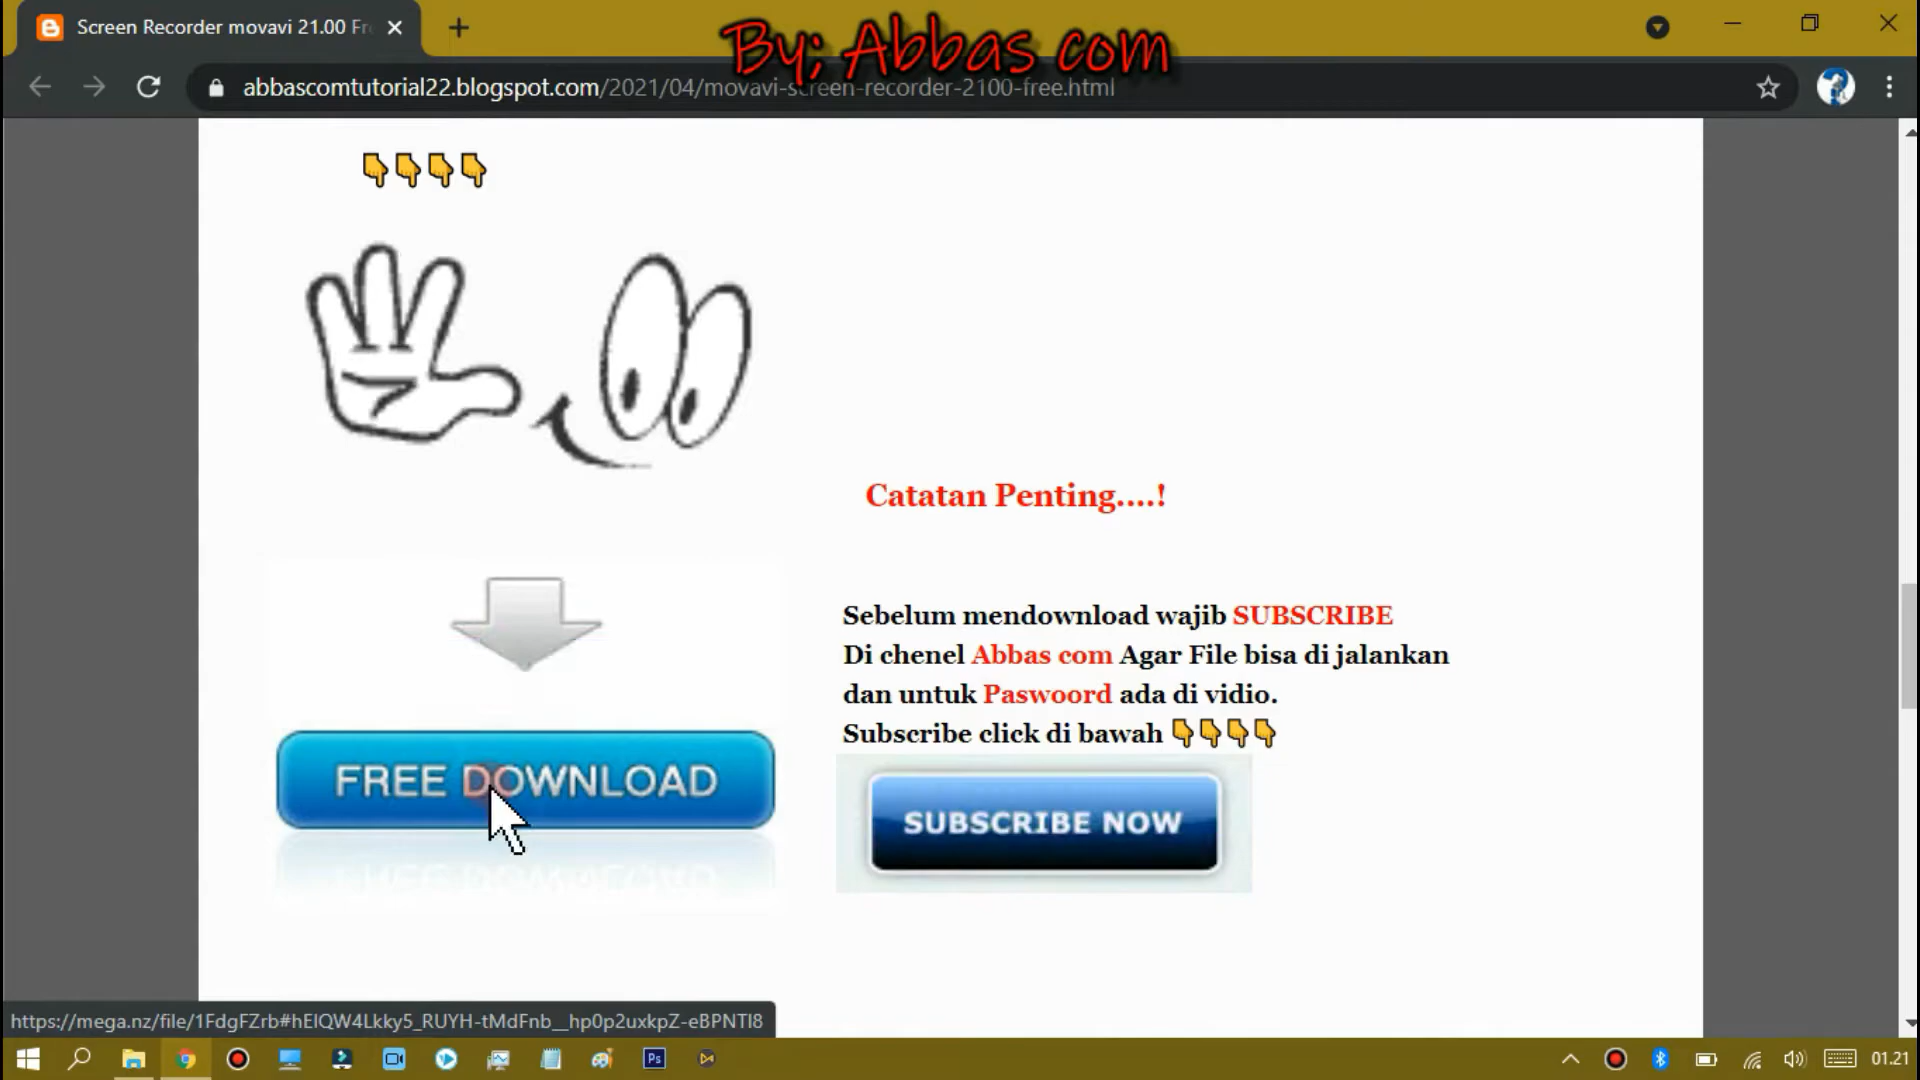 Screen Recorder movavi 21.00 Fre
By; Abbas com
abbascomtutorial22.blogspot.com/2021/04/movavi-screen-recorder-2100-free.html
👇👇👇👇
Catatan Penting....!
Sebelum mendownload wajib SUBSCRIBE
Di chenel Abbas com Agar File bisa di jalankan
dan untuk Paswoord ada di vidio.
Subscribe click di bawah 👇👇👇👇
FREE DOWNLOAD
SUBSCRIBE NOW
https://mega.nz/file/1FdgFZrb#hElQW4Lkky5_RUYH-tMdFnb__hp0p2uxkpZ-eBPNTI8
Ps
01.21